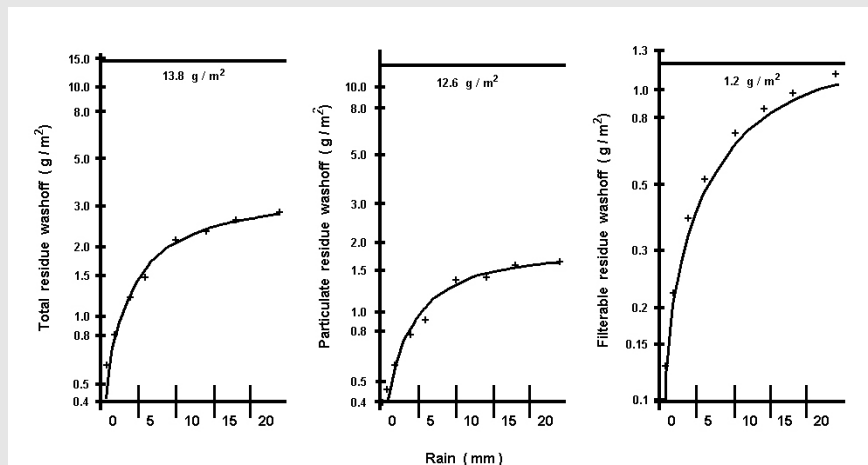 Total residue washoff ( g / m² )
15.0
10.0
8.0
5.0
3.0
2.0
1.5
1.0
0.8
0.5
0.4
13.8 g / m²
0 5 10 15 20
Particulate residue washoff ( g / m² )
10.0
8.0
5.0
3.0
2.0
1.5
1.0
0.8
0.5
0.4
12.6 g / m²
0 5 10 15 20
Filterable residue washoff ( g / m² )
1.3
1.0
0.8
0.5
0.3
0.2
0.15
0.1
1.2 g / m²
0 5 10 15 20
Rain ( mm )